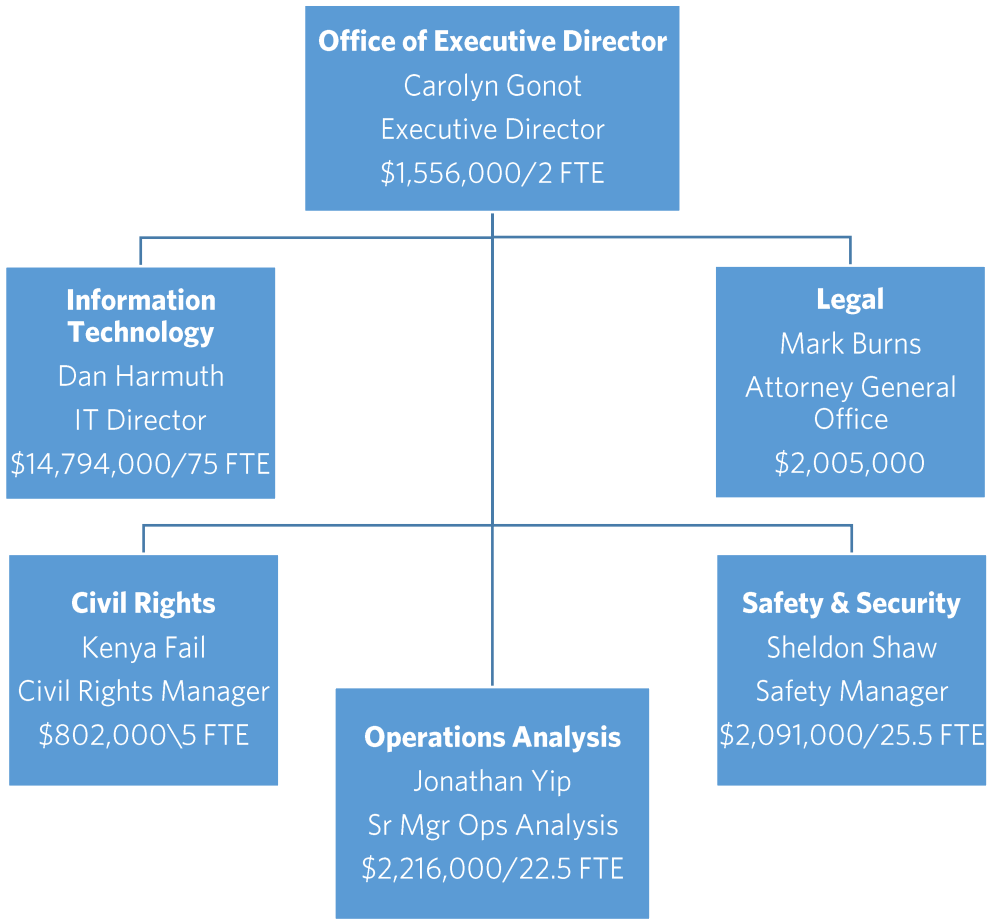 Office of Executive Director
Carolyn Gonot
Executive Director
$1,556,000/2 FTE
Information
Technology
Dan Harmuth
IT Director
$14,794,000/75 FTE
Legal
Mark Burns
Attorney General
Office
$2,005,000
Civil Rights
Kenya Fail
Civil Rights Manager
$802,000\5 FTE
Operations Analysis
Jonathan Yip
Sr Mgr Ops Analysis
$2,216,000/22.5 FTE
Safety & Security
Sheldon Shaw
Safety Manager
$2,091,000/25.5 FTE